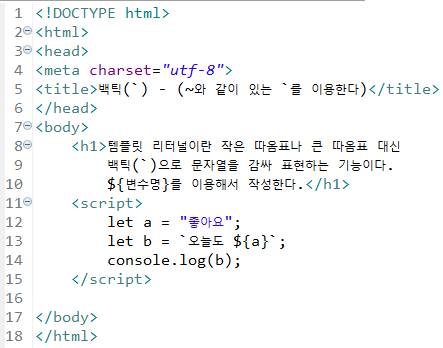 1 <!DOCTYPE html>
2 <html>
3 <head>
4 <meta charset="utf-8">
5 <title>백틱(`) - (~와 같이 있는 `를 이용한다)</title>
6 </head>
7 <body>
8 <h1>템플릿 리터널이란 작은 따옴표나 큰 따옴표 대신
9 백틱(`)으로 문자열을 감싸 표현하는 기능이다.
10 ${변수명}를 이용해서 작성한다.</h1>
11 <script>
12 let a = "좋아요";
13 let b = `오늘도 ${a}`;
14 console.log(b);
15 </script>
16
17 </body>
18 </html>